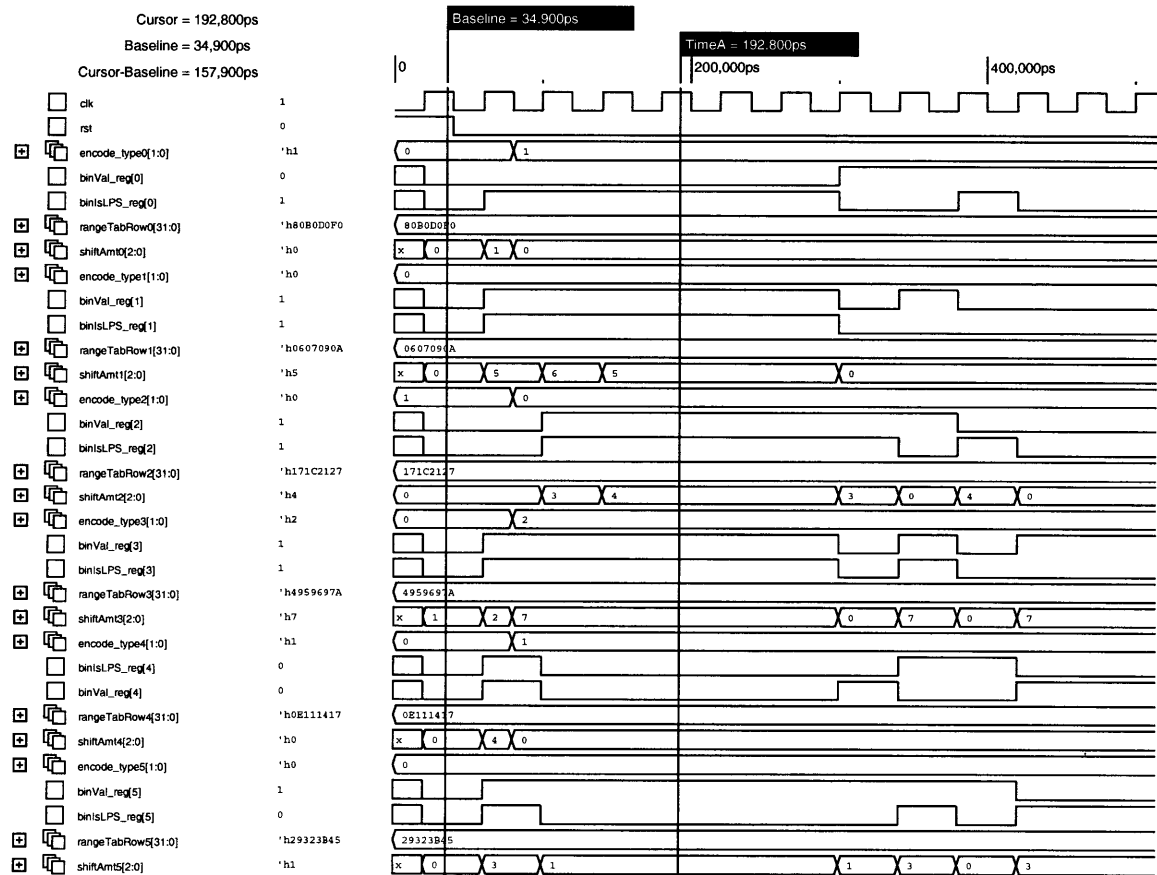 Cursor = 192,800ps
Baseline = 34,900ps
Cursor-Baseline = 157,900ps
Baseline = 34.900ps
TimeA = 192.800ps
0 200,000ps 400,000ps
clk 1
rst 0
encode_type0[1:0] 'h1 0 1
binVal_reg[0] 0
binIsLPS_reg[0] 1
rangeTabRow0[31:0] 'h80B0D0F0 80B0D0F0
shiftAmt0[2:0] 'h0 x 0 1 0
encode_type1[1:0] 'h0 0
binVal_reg[1] 1
binIsLPS_reg[1] 1
rangeTabRow1[31:0] 'h0607090A 0607090A
shiftAmt1[2:0] 'h5 x 0 5 6 5 0
encode_type2[1:0] 'h0 1 0
binVal_reg[2] 1
binIsLPS_reg[2] 1
rangeTabRow2[31:0] 'h171C2127 171C2127
shiftAmt2[2:0] 'h4 0 3 4 3 0 4 0
encode_type3[1:0] 'h2 0 2
binVal_reg[3] 1
binIsLPS_reg[3] 1
rangeTabRow3[31:0] 'h4959697A 4959697A
shiftAmt3[2:0] 'h7 x 1 2 7 0 7 0 7
encode_type4[1:0] 'h1 0 1
binIsLPS_reg[4] 0
binVal_reg[4] 0
rangeTabRow4[31:0] 'h0E111417 0E111417
shiftAmt4[2:0] 'h0 x 0 4 0
encode_type5[1:0] 'h0 0
binVal_reg[5] 1
binIsLPS_reg[5] 0
rangeTabRow5[31:0] 'h29323B45 29323B45
shiftAmt5[2:0] 'h1 x 0 3 1 1 3 0 3